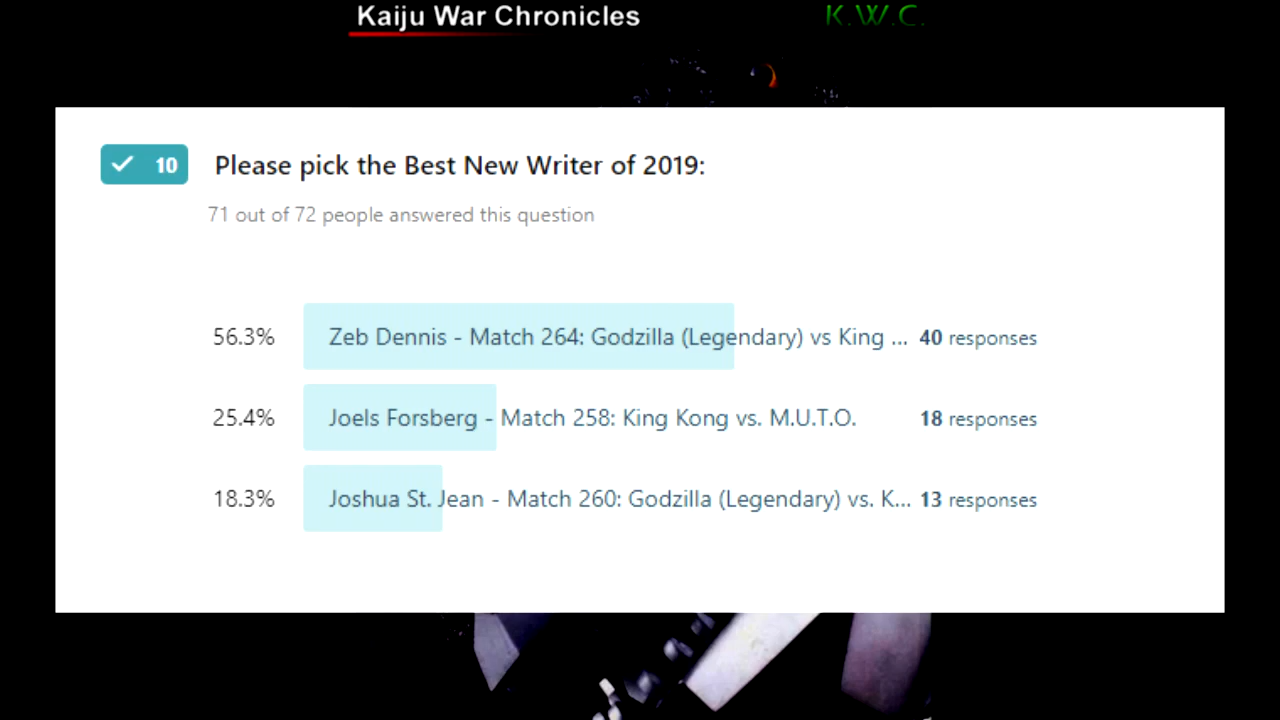 Kaiju War Chronicles K.W.C.
10 Please pick the Best New Writer of 2019:
71 out of 72 people answered this question
56.3% Zeb Dennis - Match 264: Godzilla (Legendary) vs King ... 40 responses
25.4% Joels Forsberg - Match 258: King Kong vs. M.U.T.O. 18 responses
18.3% Joshua St. Jean - Match 260: Godzilla (Legendary) vs. K... 13 responses